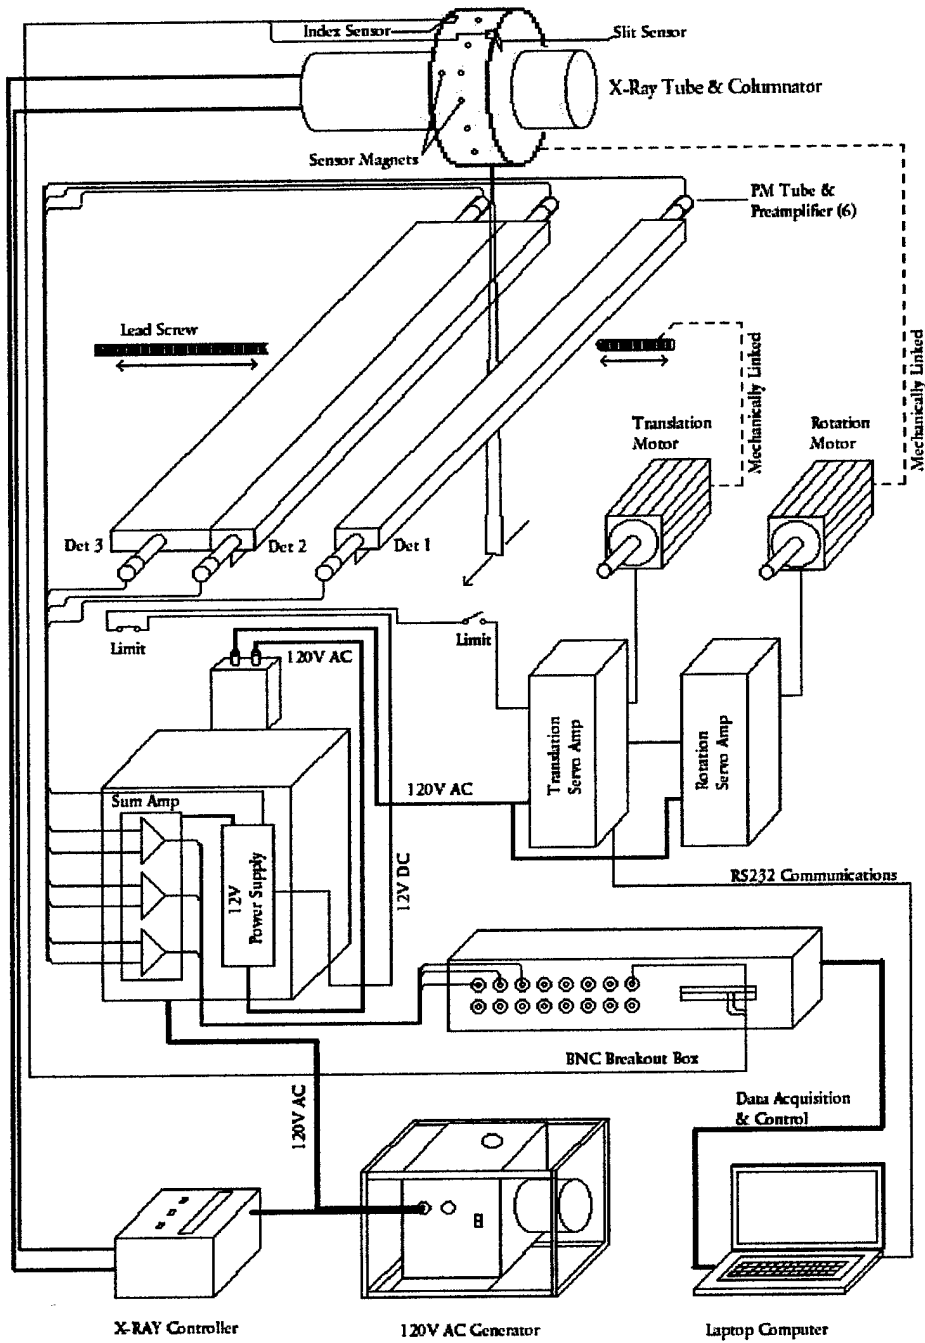 Index Sensor
Slit Sensor
X-Ray Tube & Columnator
Sensor Magnets
PM Tube &
Preamplifier (6)
Lead Screw
Mechanically Linked
Mechanically Linked
Translation
Motor
Rotation
Motor
Det 3
Det 2
Det 1
Limit
Limit
120V AC
Translation
Servo Amp
Rotation
Servo Amp
120V AC
Sum Amp
12V
Power Supply
12V DC
RS232 Communications
BNC Breakout Box
120V AC
Data Acquisition
& Control
X-RAY Controller
120V AC Generator
Laptop Computer